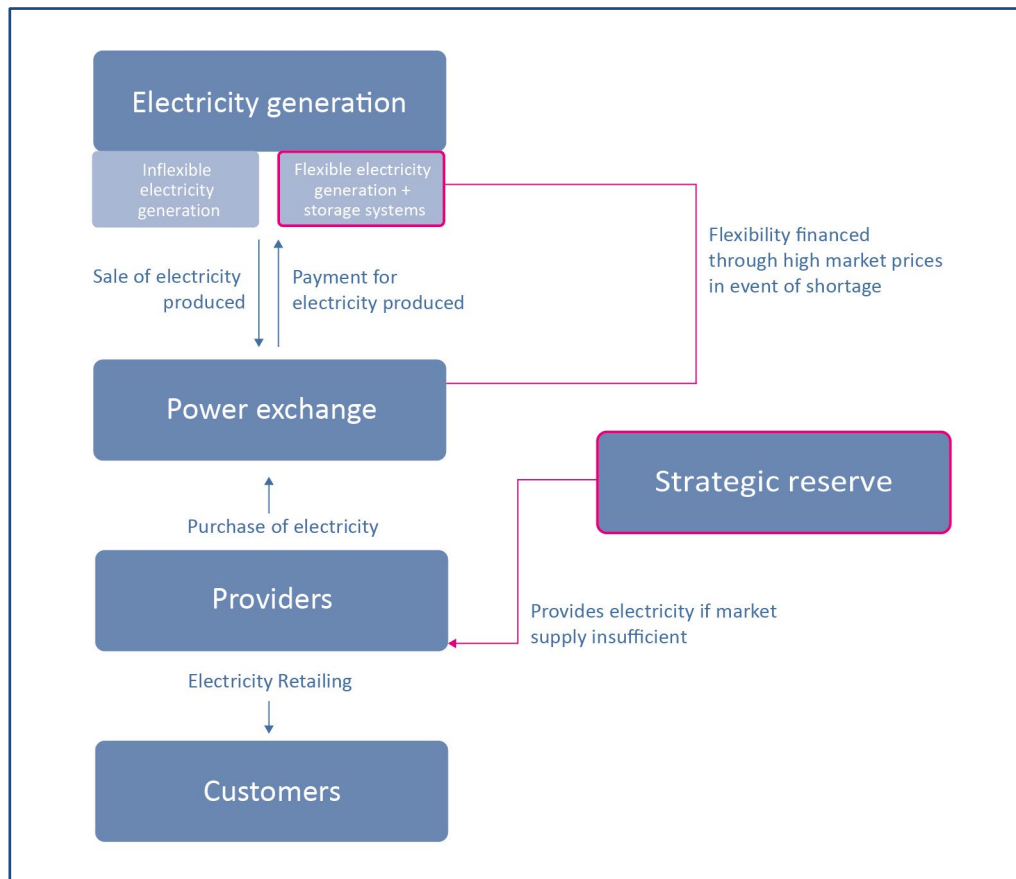 Electricity generation
Inflexible
electricity
generation
Flexible electricity
generation +
storage systems
Sale of electricity
produced
Payment for
electricity produced
Flexibility financed
through high market prices
in event of shortage
Power exchange
Strategic reserve
Purchase of electricity
Providers
Provides electricity if market
supply insufficient
Electricity Retailing
Customers